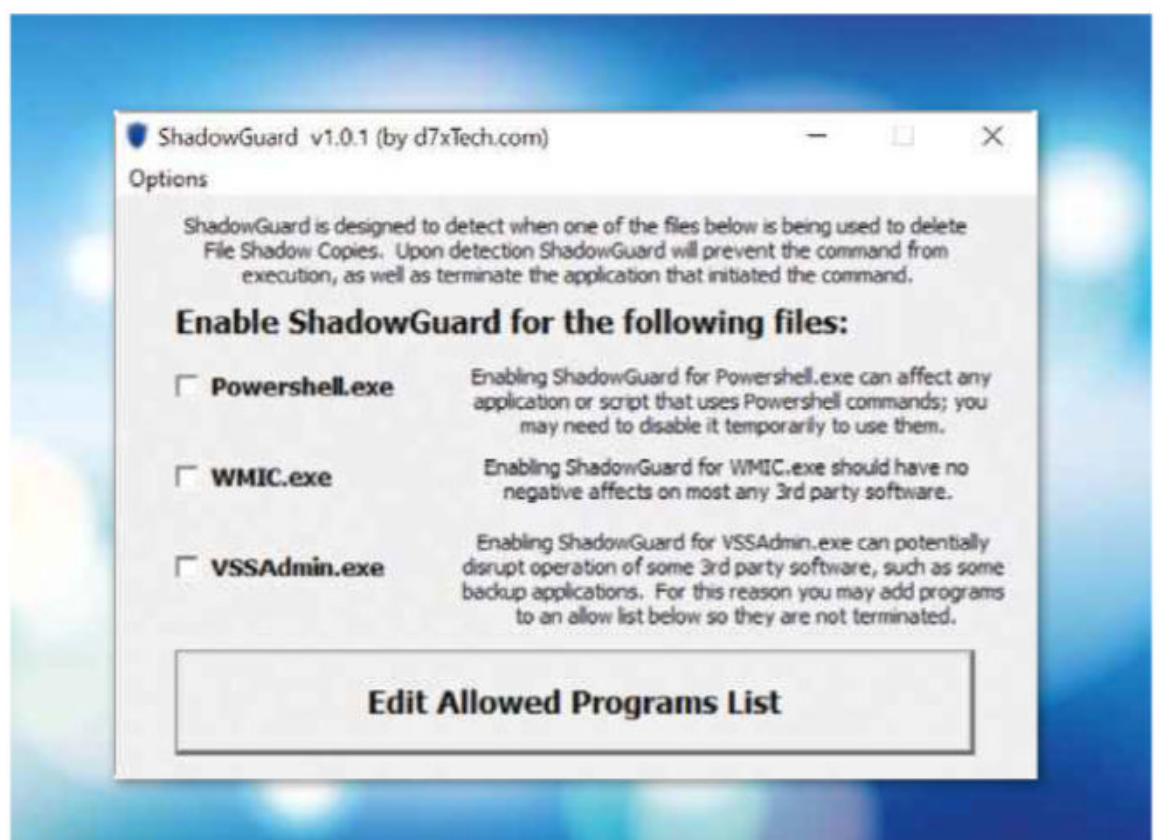 ShadowGuard v1.0.1 (by d7xTech.com)
Options
ShadowGuard is designed to detect when one of the files below is being used to delete
File Shadow Copies. Upon detection ShadowGuard will prevent the command from
execution, as well as terminate the application that initiated the command.
Enable ShadowGuard for the following files:
Powershell.exe
Enabling ShadowGuard for Powershell.exe can affect any
application or script that uses Powershell commands; you
may need to disable it temporarily to use them.
WMIC.exe
Enabling ShadowGuard for WMIC.exe should have no
negative affects on most any 3rd party software.
VSSAdmin.exe
Enabling ShadowGuard for VSSAdmin.exe can potentially
disrupt operation of some 3rd party software, such as some
backup applications. For this reason you may add programs
to an allow list below so they are not terminated.
Edit Allowed Programs List